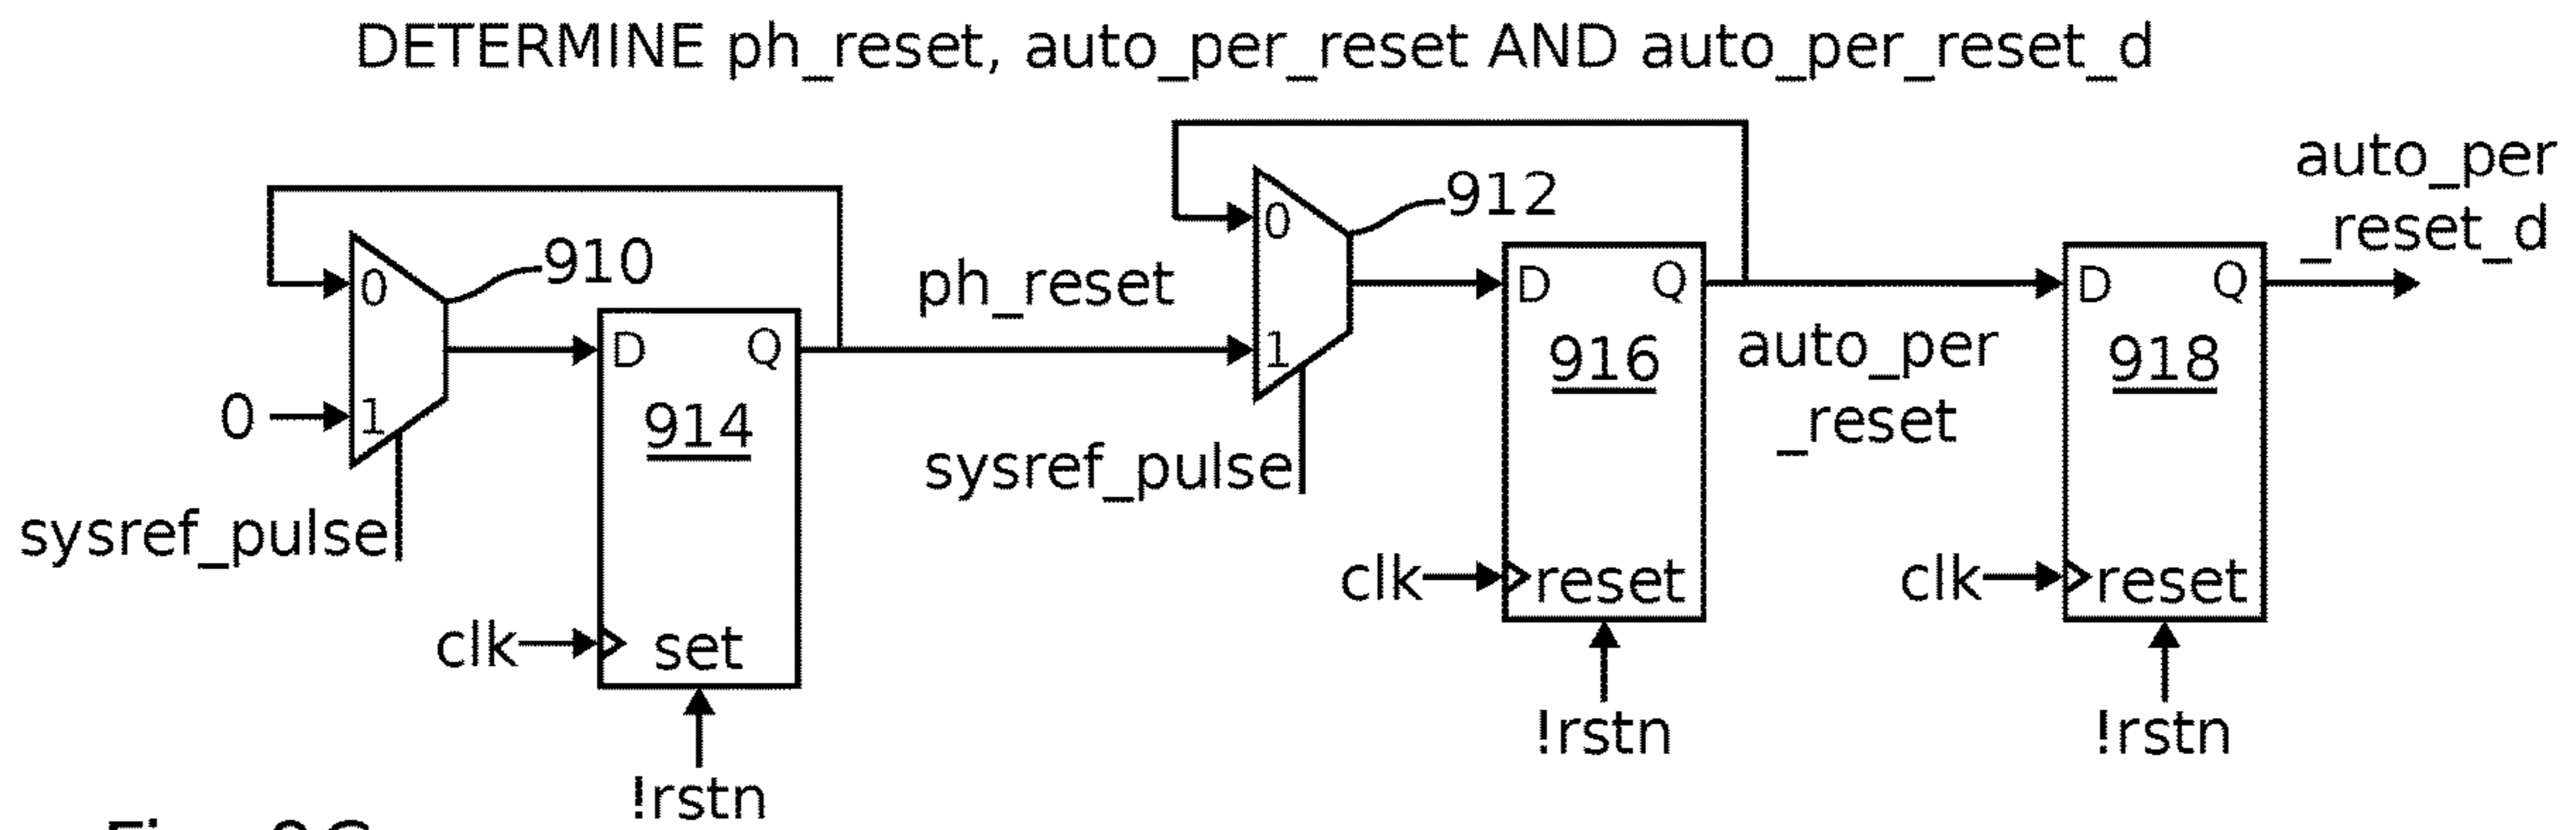 DETERMINE ph_reset, auto_per_reset AND auto_per_reset_d
auto_per
_reset_d
912
0
910
0
ph_reset
D Q
D Q
D Q
1
916
auto_per
_reset
918
0
1
914
sysref_pulse
sysref_pulse
clk
reset
clk
reset
clk
set
!rstn
!rstn
!rstn